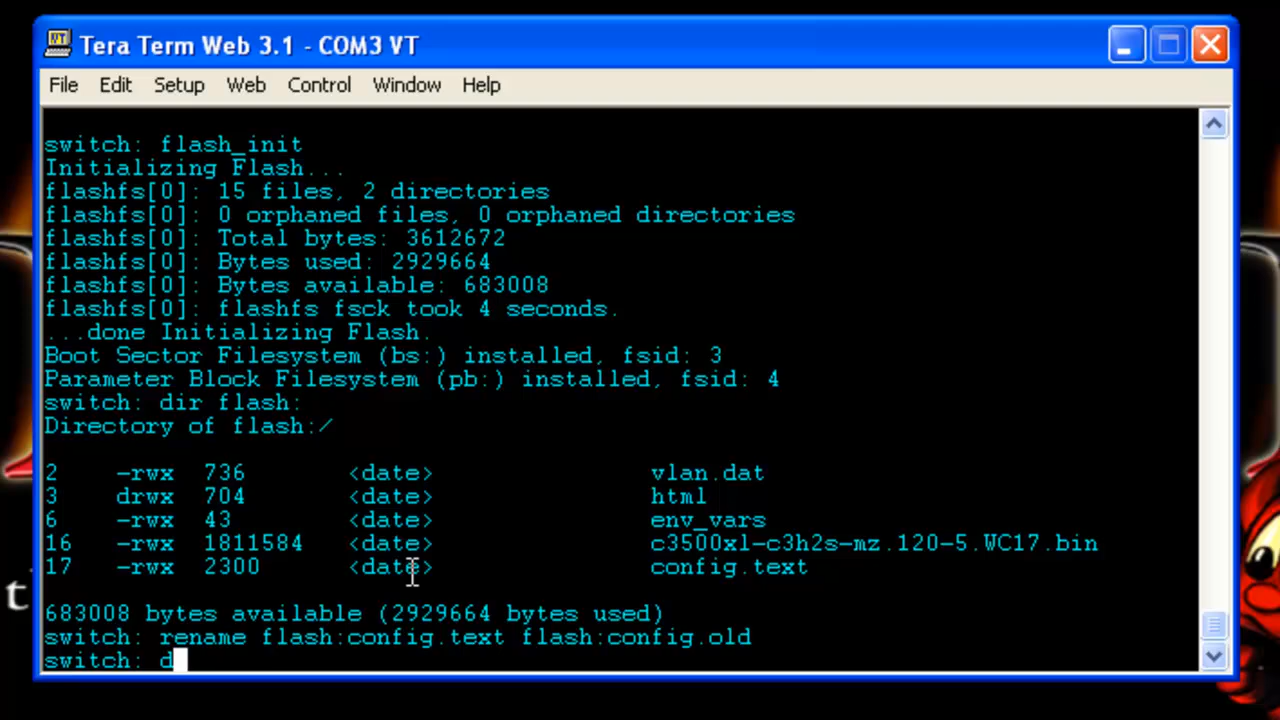 Tera Term Web 3.1 - COM3 VT
File Edit Setup Web Control Window Help
switch: flash_init
Initializing Flash...
flashfs[0]: 15 files, 2 directories
flashfs[0]: 0 orphaned files, 0 orphaned directories
flashfs[0]: Total bytes: 3612672
flashfs[0]: Bytes used: 2929664
flashfs[0]: Bytes available: 683008
flashfs[0]: flashfs fsck took 4 seconds.
...done Initializing Flash.
Boot Sector Filesystem (bs:) installed, fsid: 3
Parameter Block Filesystem (pb:) installed, fsid: 4
switch: dir flash:
Directory of flash:/
2 -rwx 736 <date> vlan.dat
3 drwx 704 <date> html
6 -rwx 43 <date> env_vars
16 -rwx 1811584 <date> c3500xl-c3h2s-mz.120-5.WC17.bin
17 -rwx 2300 <date> config.text
683008 bytes available (2929664 bytes used)
switch: rename flash:config.text flash:config.old
switch: d